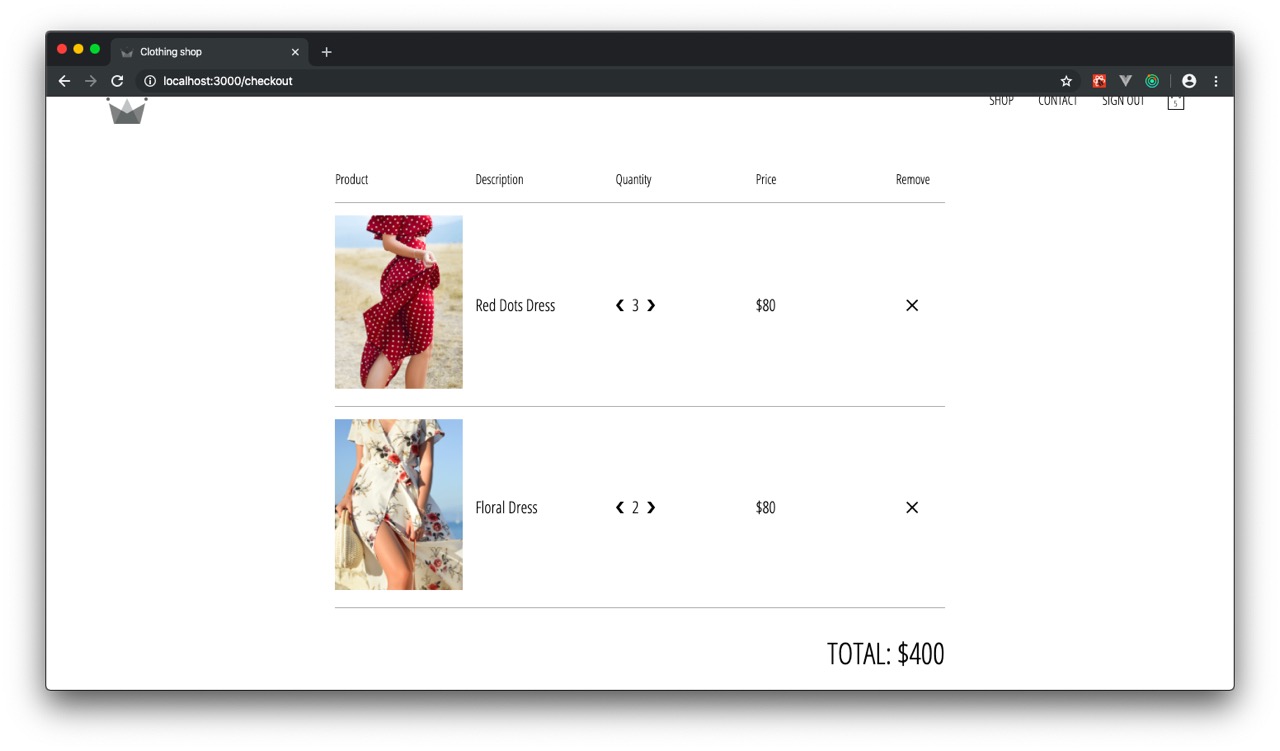 Clothing shop
localhost:3000/checkout
SHOP CONTACT SIGN OUT 5
Product Description Quantity Price Remove
Red Dots Dress 3 $80
Floral Dress 2 $80
TOTAL: $400